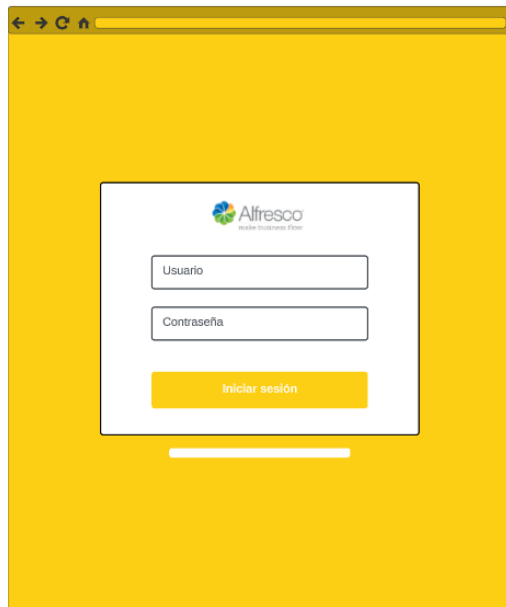 Alfresco
make business flow
Usuario
Contraseña
Iniciar sesión